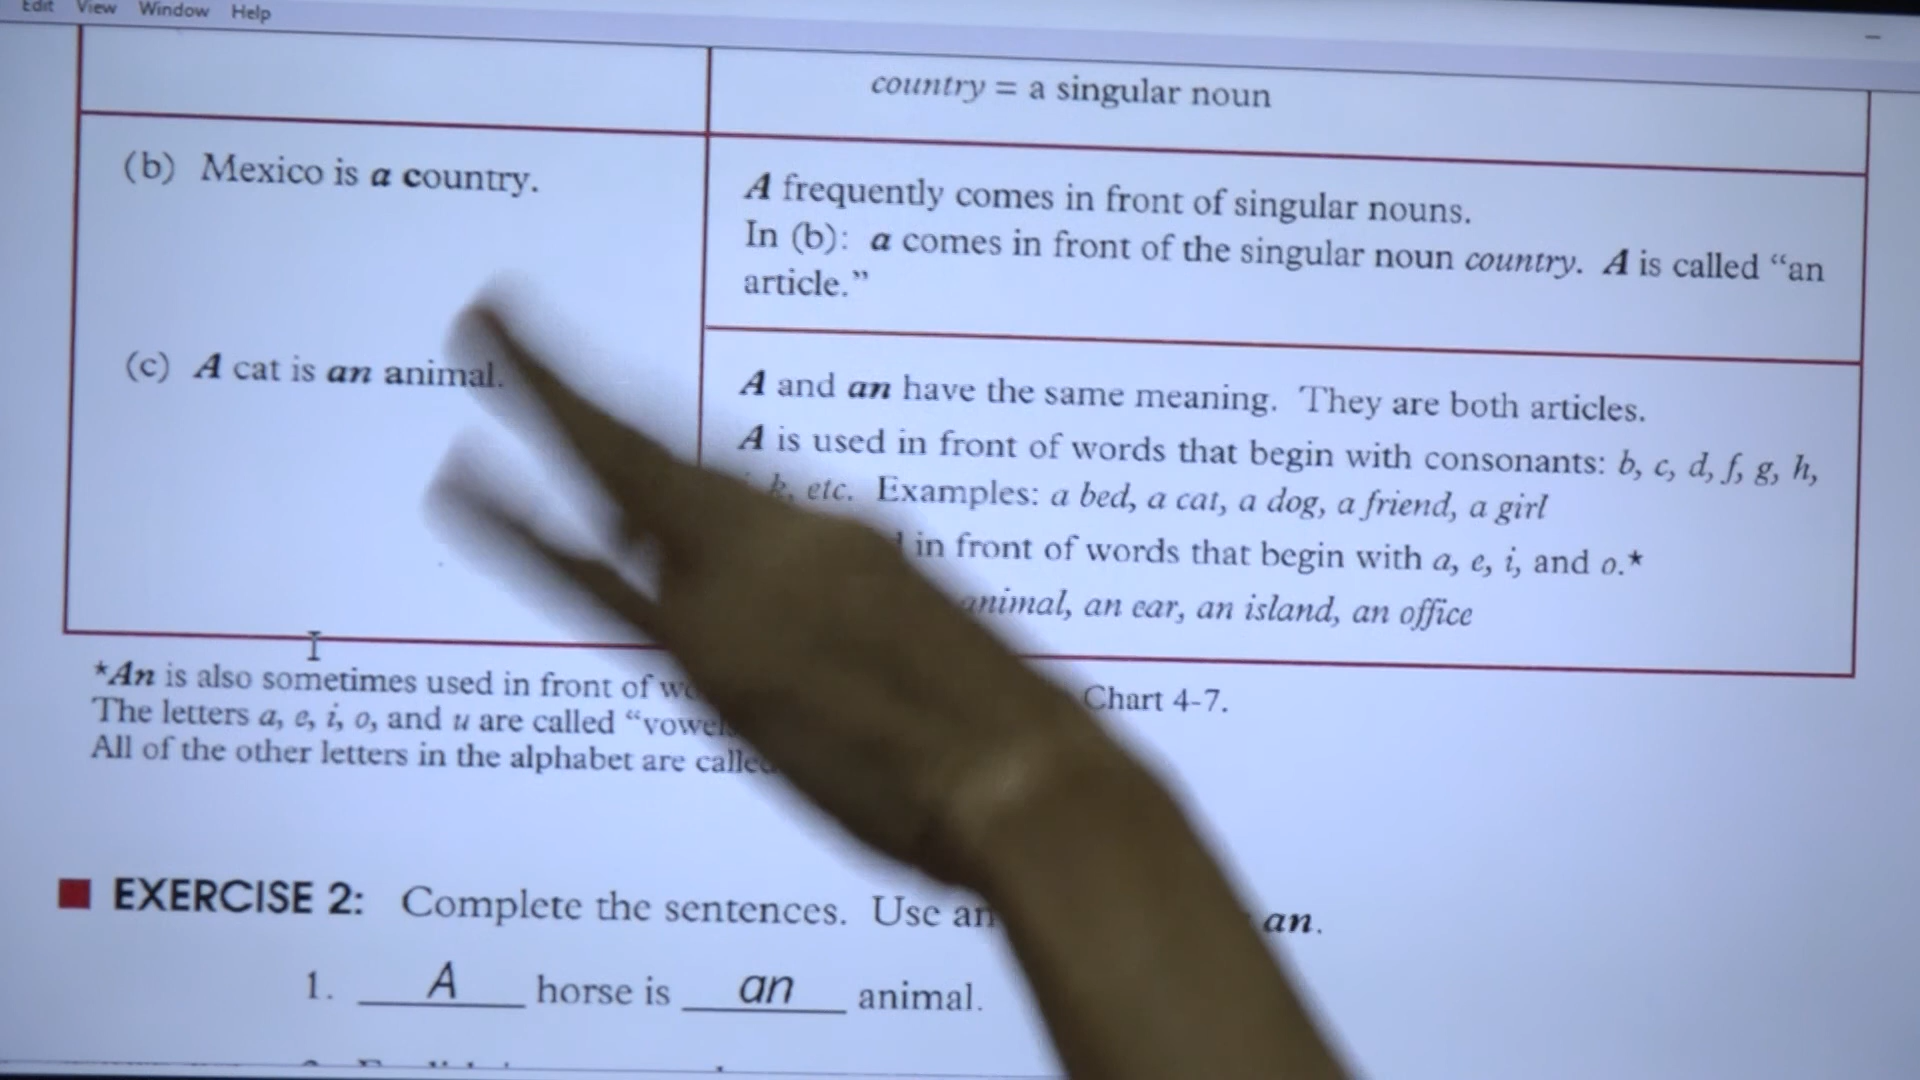 Edit View Window Help
country = a singular noun
(b) Mexico is a country.
A frequently comes in front of singular nouns.
In (b): a comes in front of the singular noun country. A is called “an
article.”
(c) A cat is an animal.
A and an have the same meaning. They are both articles.
A is used in front of words that begin with consonants: b, c, d, f, g, h,
k, etc. Examples: a bed, a cat, a dog, a friend, a girl
in front of words that begin with a, e, i, and o.*
animal, an ear, an island, an office
*An is also sometimes used in front of
Chart 4-7.
The letters a, e, i, o, and u are called
All of the other letters in the alphabet are
EXERCISE 2: Complete the sentences. Use
an.
1. A horse is an animal.